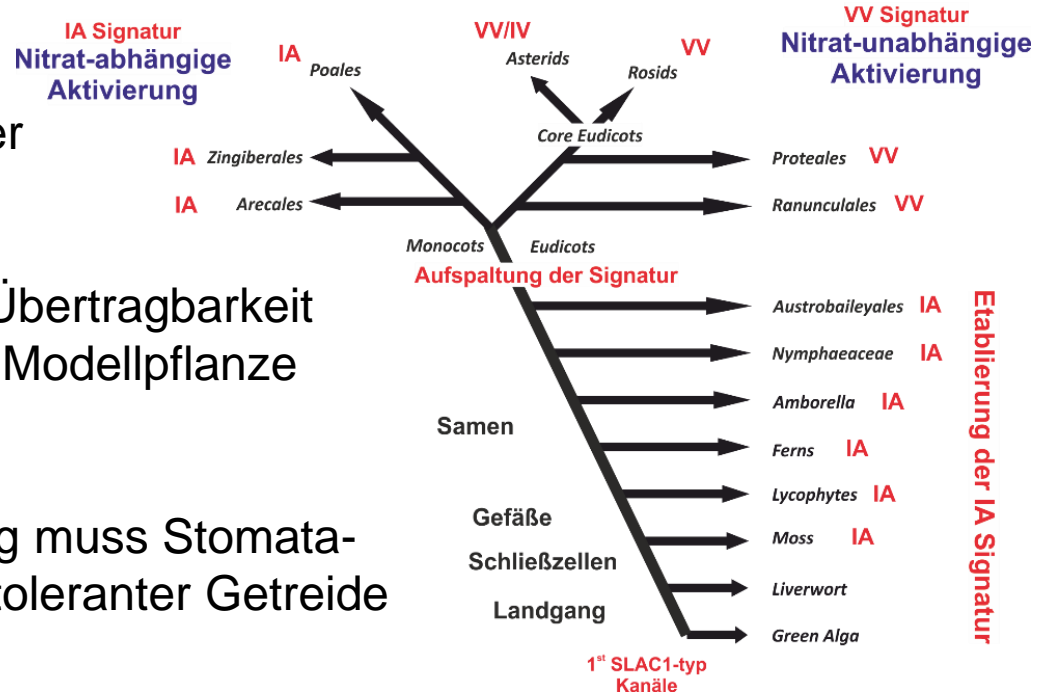 IA Signatur
Nitrat-abhängige
Aktivierung
VV Signatur
Nitrat-unabhängige
Aktivierung
IA Poales
VV/IV
Asterids
VV
Rosids
Core Eudicots
IA Zingiberales
IA Arecales
Proteales VV
Ranunculales VV
Monocots Eudicots
Aufspaltung der Signatur
Austrobaileyales IA
Nymphaeaceae IA
Amborella IA
Ferns IA
Lycophytes IA
Moss IA
Liverwort
Green Alga
Etablierung der IA Signatur
Samen
Gefäße
Schließzellen
Landgang
1st SLAC1-typ
Kanäle
er
Übertragbarkeit
Modellpflanze
g muss Stomata-
toleranter Getreide